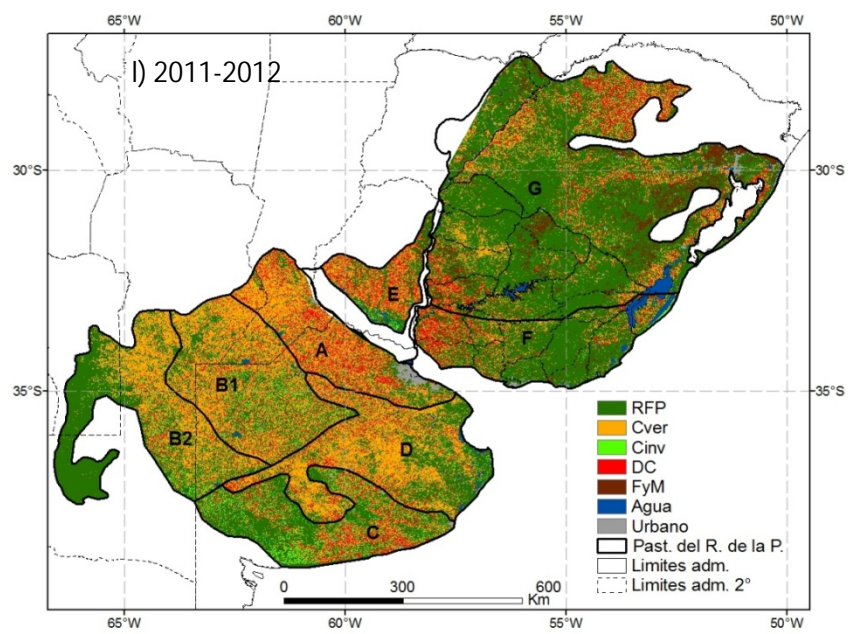 65°W 60°W 55°W 50°W
I) 2011-2012
30°S 30°S
G
E
F
A
35°S 35°S
B1
B2
D
C
RFP
Cver
Cinv
DC
FyM
Agua
Urbano
Past. del R. de la P.
Limites adm.
Limites adm. 2°
0 300 600
Km
65°W 60°W 55°W 50°W